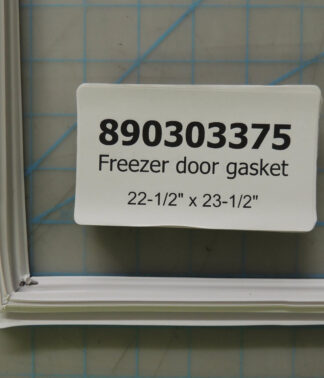 890303375
Freezer door gasket
22-1/2" x 23-1/2"